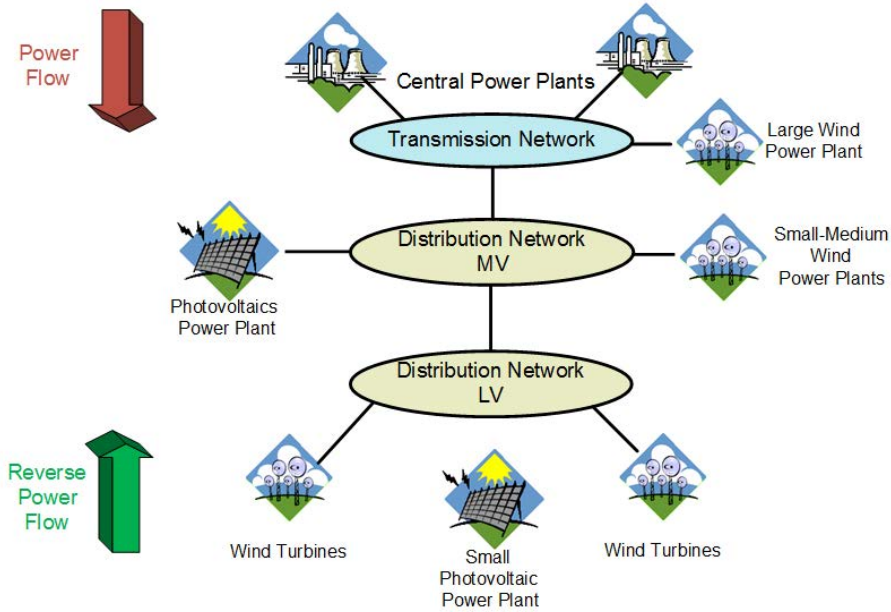 Power
Flow
Central Power Plants
Transmission Network
Large Wind
Power Plant
Distribution Network
MV
Small-Medium
Wind
Power Plants
Photovoltaics
Power Plant
Distribution Network
LV
Reverse
Power
Flow
Wind Turbines
Small
Photovoltaic
Power Plant
Wind Turbines